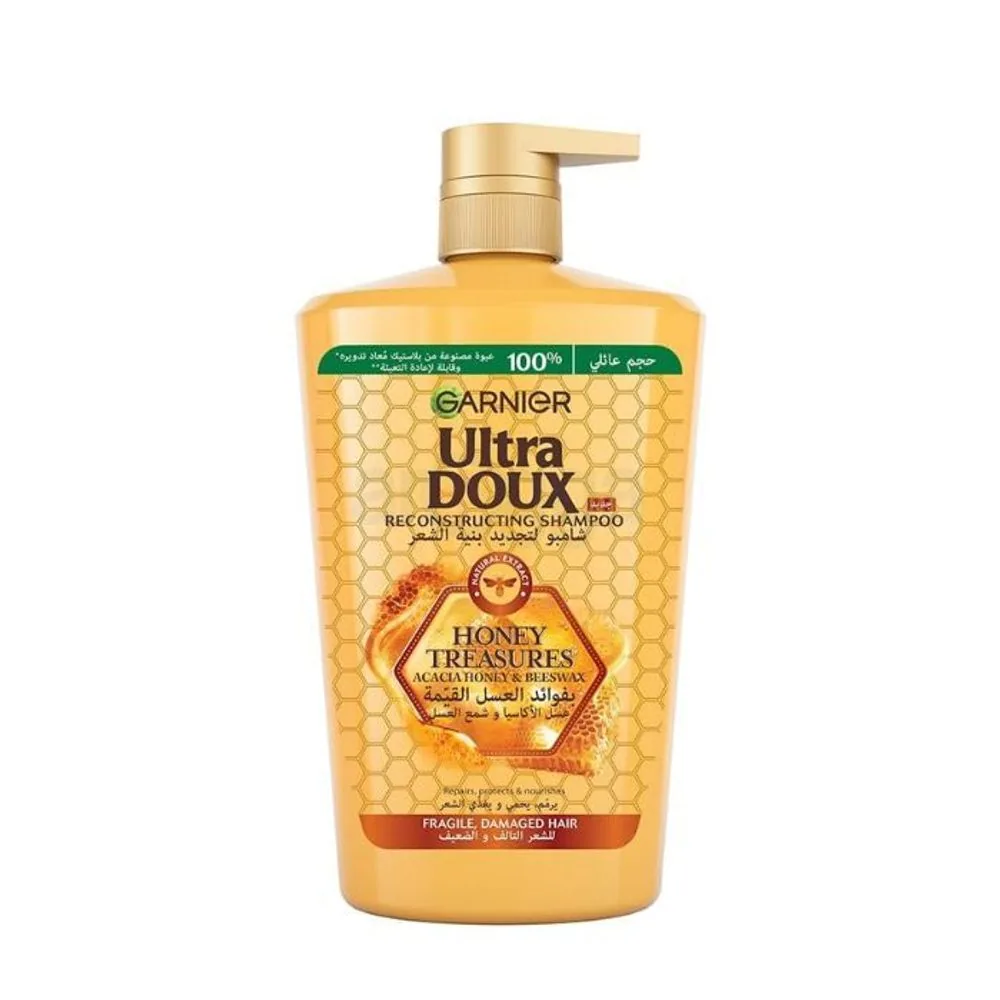 حجم عائلي
100%
عبوة مصنوعة من بلاستيك مُعاد تدويره*
وقابلة لإعادة التعبئة**
GARNIER
Ultra
DOUX
جديد
RECONSTRUCTING SHAMPOO
شامبو لتجديد بنية الشعر
NATURAL EXTRACT
HONEY
TREASURES
ACACIA HONEY & BEESWAX
بفوائد العسل القيّمة
عسل الأكاسيا و شمع العسل
Repairs, protects & nourishes
يرمّم، يحمي و يغذي الشعر
FRAGILE, DAMAGED HAIR
للشعر التالف و الضعيف